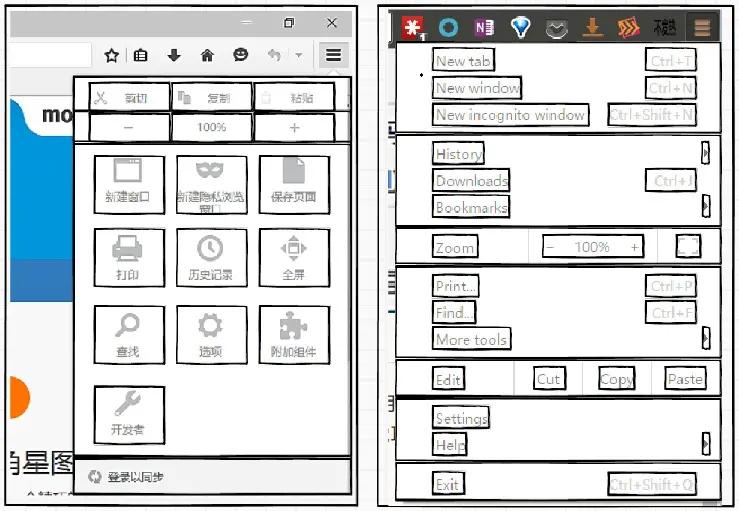 mo
剪切 复制 粘贴
− 100% +
新建窗口 新建隐私浏览窗口 保存页面
打印 历史记录 全屏
查找 选项 附加组件
开发者
角星图
登录以同步
1
New tab Ctrl+T
New window Ctrl+N
New incognito window Ctrl+Shift+N
History
Downloads Ctrl+J
Bookmarks
Zoom − 100% +
Print... Ctrl+P
Find... Ctrl+F
More tools
Edit Cut Copy Paste
Settings
Help
Exit Ctrl+Shift+Q